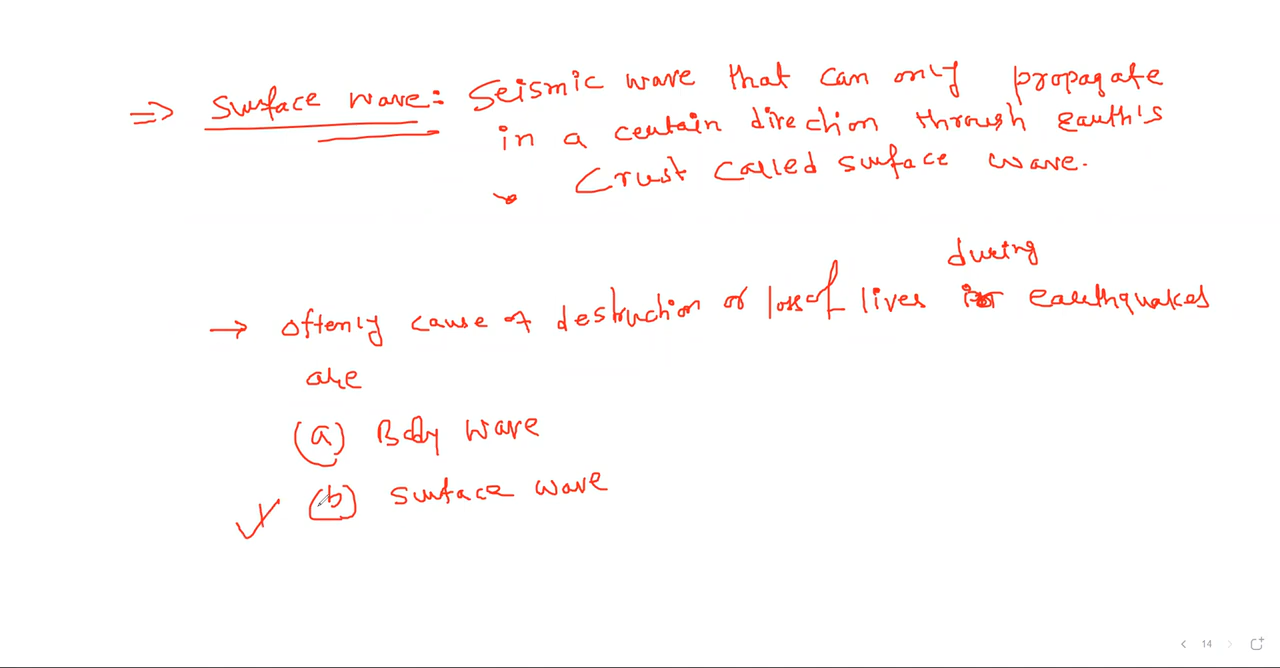 => Surface wave: Seismic wave that can only propagate
in a certain direction through earth's
Crust called surface wave.
during
→ oftenly cause of destruction or loss of lives earthquakes
are
(a) Body wave
✓ (b) surface wave
14